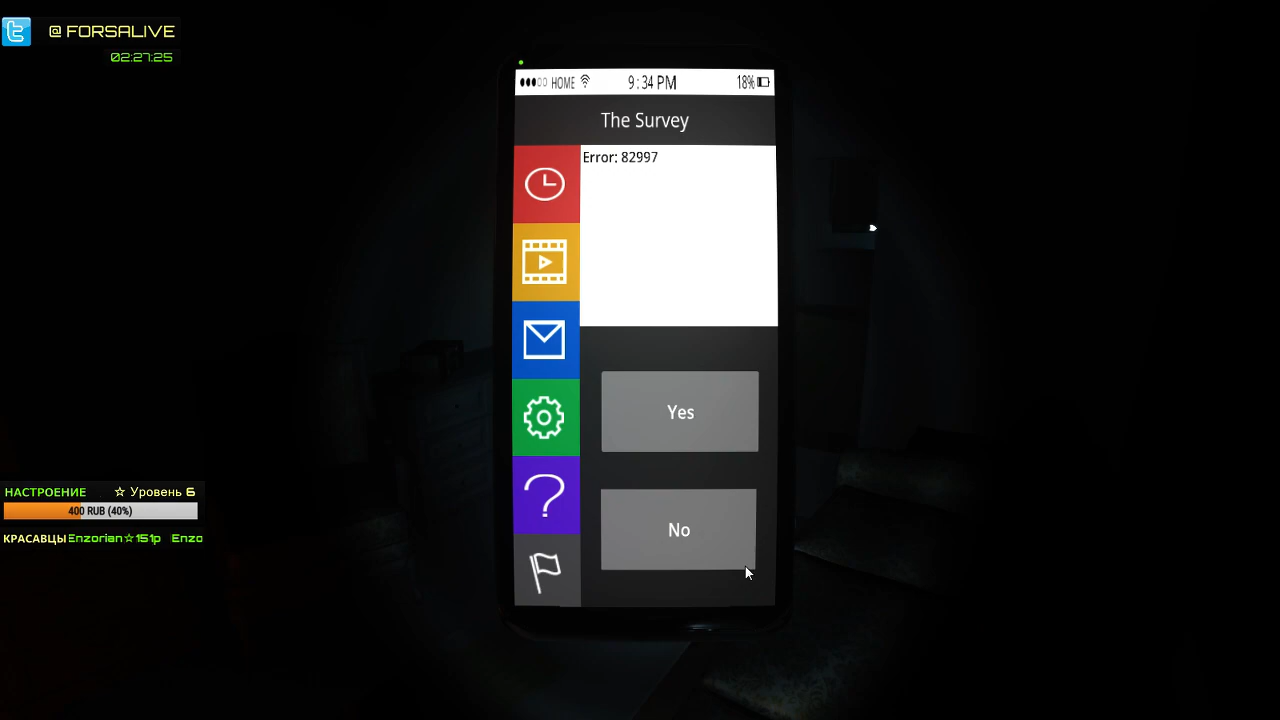 @ FORSALIVE
02:27:25
HOME 9:34 PM 18%
The Survey
Error: 82997
Yes
No
НАСТРОЕНИЕ ☆ Уровень 6
400 RUB (40%)
КРАСАВЦЫ Enzorian☆151p Enzo